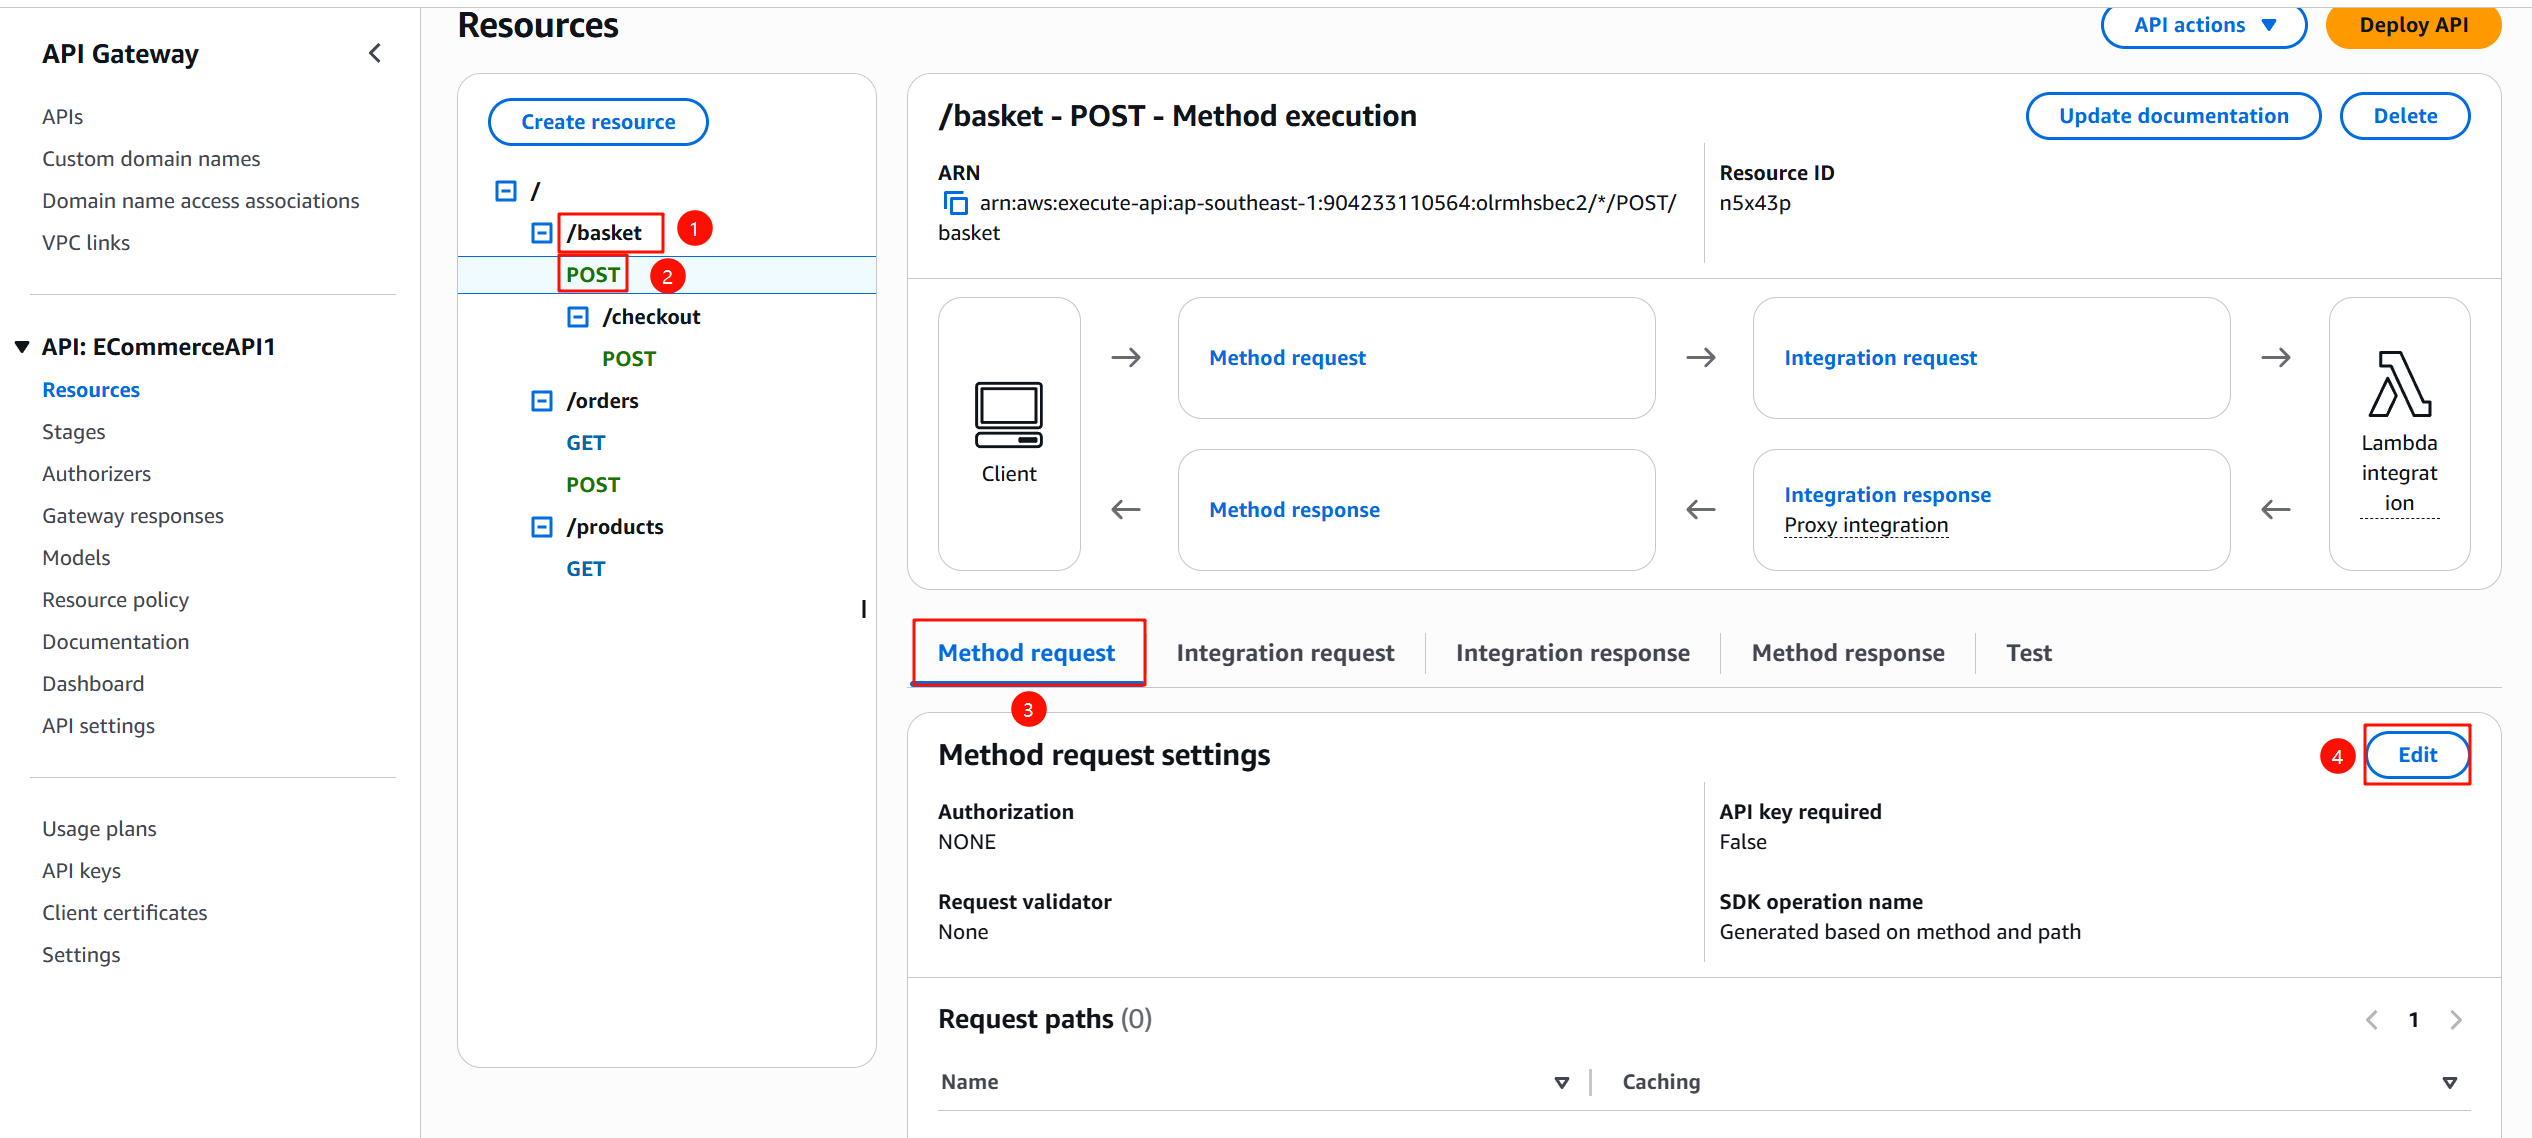 API Gateway
APIs
Custom domain names
Domain name access associations
VPC links
API: ECommerceAPI1
Resources
Stages
Authorizers
Gateway responses
Models
Resource policy
Documentation
Dashboard
API settings
Usage plans
API keys
Client certificates
Settings
Resources
API actions
Deploy API
Create resource
/
/basket
1
POST
2
/checkout
POST
/orders
GET
POST
/products
GET
/basket - POST - Method execution
Update documentation
Delete
ARN
arn:aws:execute-api:ap-southeast-1:904233110564:olrmhsbec2/*/POST/
basket
Resource ID
n5x43p
Client
Method request
Integration request
Method response
Integration response
Proxy integration
Lambda
integrat
ion
Method request
Integration request
Integration response
Method response
Test
3
Method request settings
4
Edit
Authorization
NONE
API key required
False
Request validator
None
SDK operation name
Generated based on method and path
Request paths (0)
1
Name
Caching